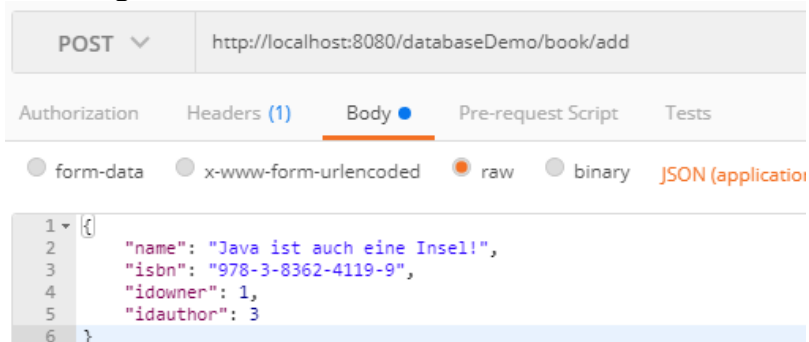 POST http://localhost:8080/databaseDemo/book/add
Authorization Headers (1) Body Pre-request Script Tests
form-data x-www-form-urlencoded raw binary JSON (application
1 {
2 "name": "Java ist auch eine Insel!",
3 "isbn": "978-3-8362-4119-9",
4 "idowner": 1,
5 "idauthor": 3
6 }